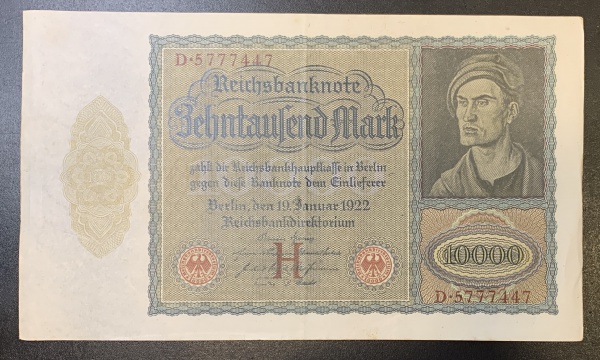 D·5777447
Reichsbanknote
Zehntausend Mark
zahlt die Reichsbankhauptkasse in Berlin
gegen diese Banknote dem Einlieferer
Berlin, den 19. Januar 1922
Reichsbankdirektorium
H
10000
D·5777447